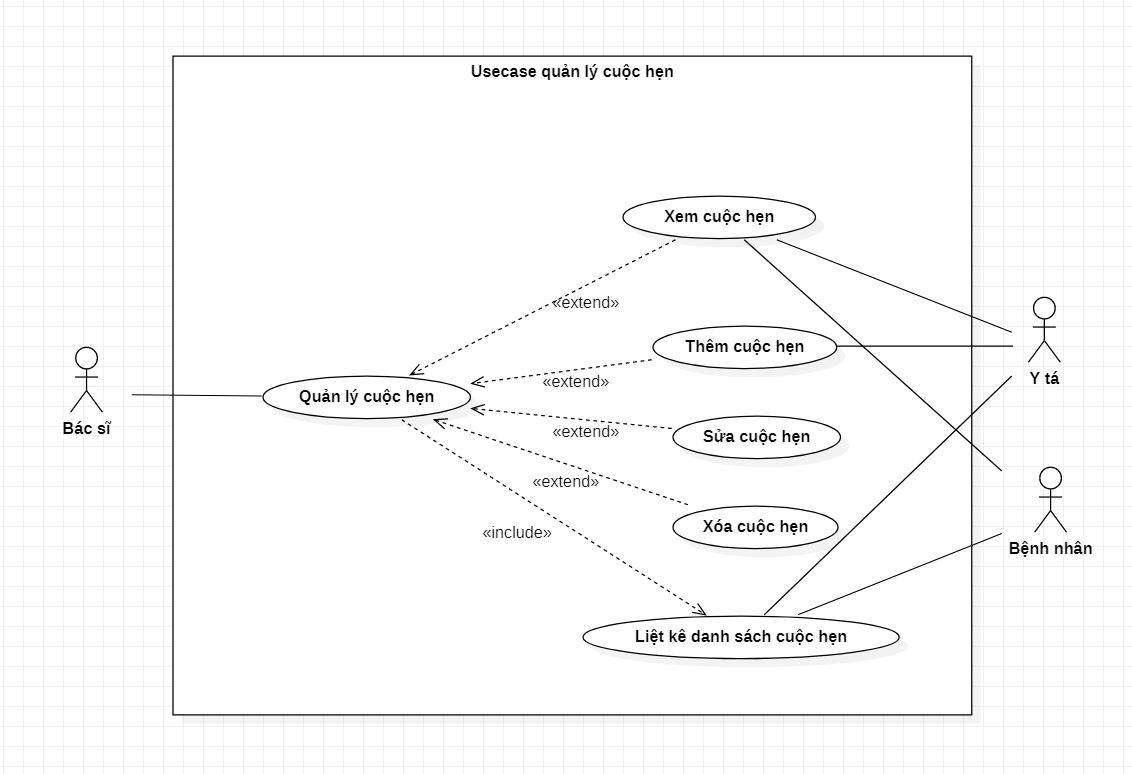 Usecase quản lý cuộc hẹn
Xem cuộc hẹn
«extend»
Thêm cuộc hẹn
Y tá
«extend»
Quản lý cuộc hẹn
Bác sĩ
«extend»
Sửa cuộc hẹn
«extend»
Xóa cuộc hẹn
«include»
Bệnh nhân
Liệt kê danh sách cuộc hẹn